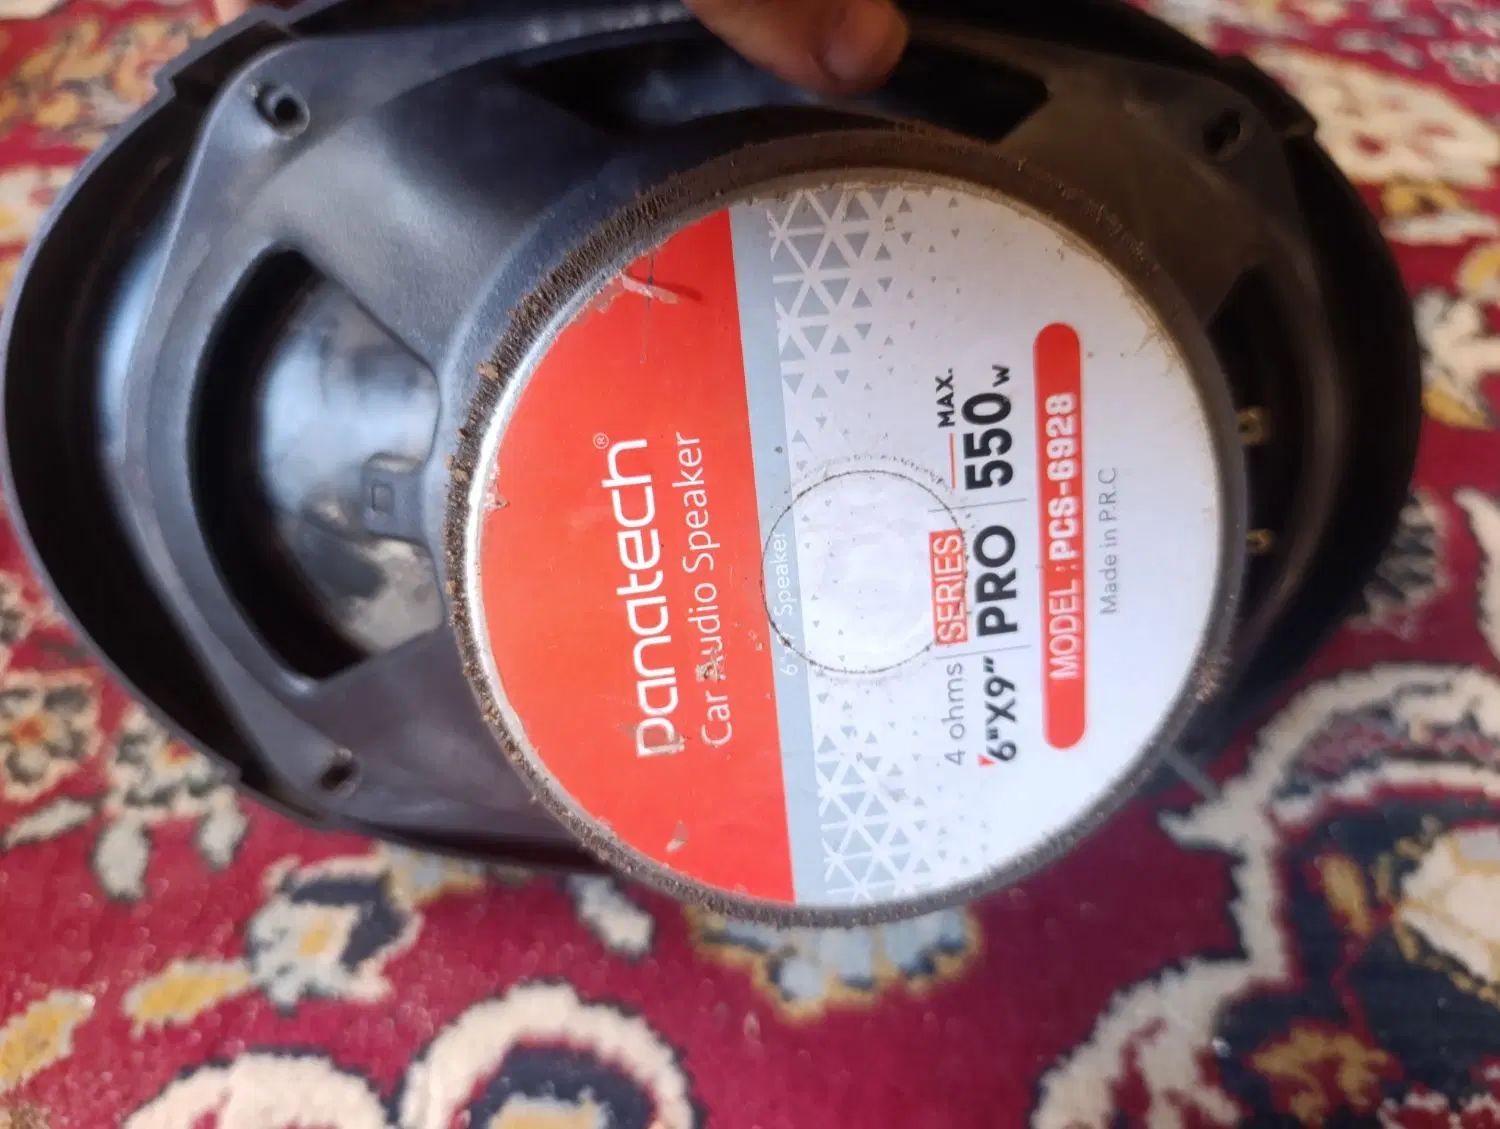 panatech®
Car Audio Speaker
Speaker
4 ohms SERIES MAX.
6"X9" PRO 550w
MODEL : PCS-6928
Made in P.R.C